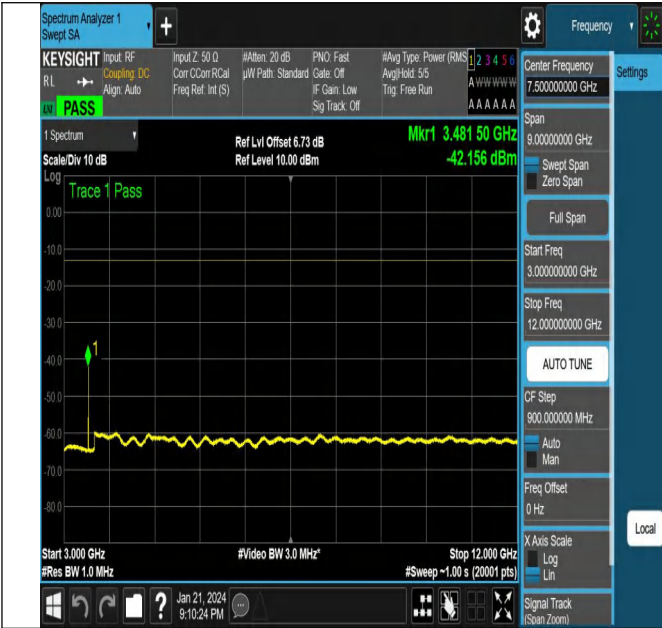 Spectrum Analyzer 1
Swept SA
+
Frequency
KEYSIGHT
RL
LXI
PASS
Input: RF
Coupling: DC
Align: Auto
Input Z: 50 Ω
Corr CCorr RCal
Freq Ref: Int (S)
#Atten: 20 dB
µW Path: Standard
PNO: Fast
Gate: Off
IF Gain: Low
Sig Track: Off
#Avg Type: Power (RMS
Avg|Hold: 5/5
Trig: Free Run
1 2 3 4 5 6
A W W W W W
A A A A A A
1 Spectrum
Scale/Div 10 dB
Ref Lvl Offset 6.73 dB
Ref Level 10.00 dBm
Mkr1 3.481 50 GHz
-42.156 dBm
Log
Trace 1 Pass
0.00
-10.0
-20.0
-30.0
-40.0
-50.0
-60.0
-70.0
-80.0
1
Start 3.000 GHz
#Res BW 1.0 MHz
#Video BW 3.0 MHz*
Stop 12.000 GHz
#Sweep ~1.00 s (20001 pts)
Jan 21, 2024
9:10:24 PM
Center Frequency
7.500000000 GHz
Settings
Span
9.00000000 GHz
Swept Span
Zero Span
Full Span
Start Freq
3.000000000 GHz
Stop Freq
12.000000000 GHz
AUTO TUNE
CF Step
900.000000 MHz
Auto
Man
Freq Offset
0 Hz
Local
X Axis Scale
Log
Lin
Signal Track
(Span Zoom)